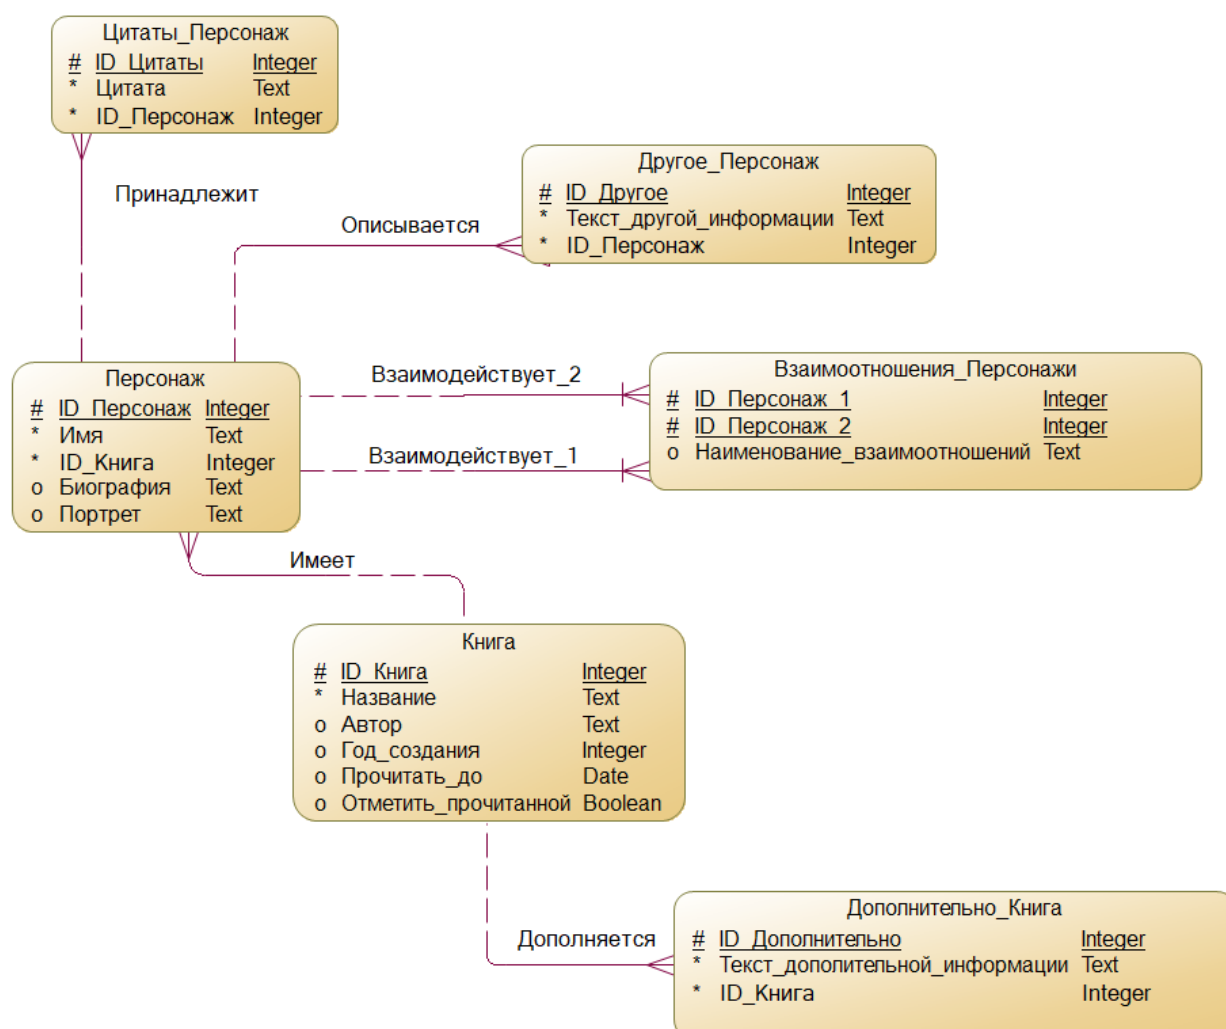 Цитаты_Персонаж
# ID_Цитаты Integer
* Цитата Text
* ID_Персонаж Integer
Принадлежит
Другое_Персонаж
# ID_Другое Integer
* Текст_другой_информации Text
* ID_Персонаж Integer
Описывается
Персонаж
# ID_Персонаж Integer
* Имя Text
* ID_Книга Integer
o Биография Text
o Портрет Text
Взаимодействует_2
Взаимодействует_1
Взаимоотношения_Персонажи
# ID_Персонаж_1 Integer
# ID_Персонаж_2 Integer
o Наименование_взаимоотношений Text
Имеет
Книга
# ID_Книга Integer
* Название Text
o Автор Text
o Год_создания Integer
o Прочитать_до Date
o Отметить_прочитанной Boolean
Дополняется
Дополнительно_Книга
# ID_Дополнительно Integer
* Текст_дополительной_информации Text
* ID_Книга Integer